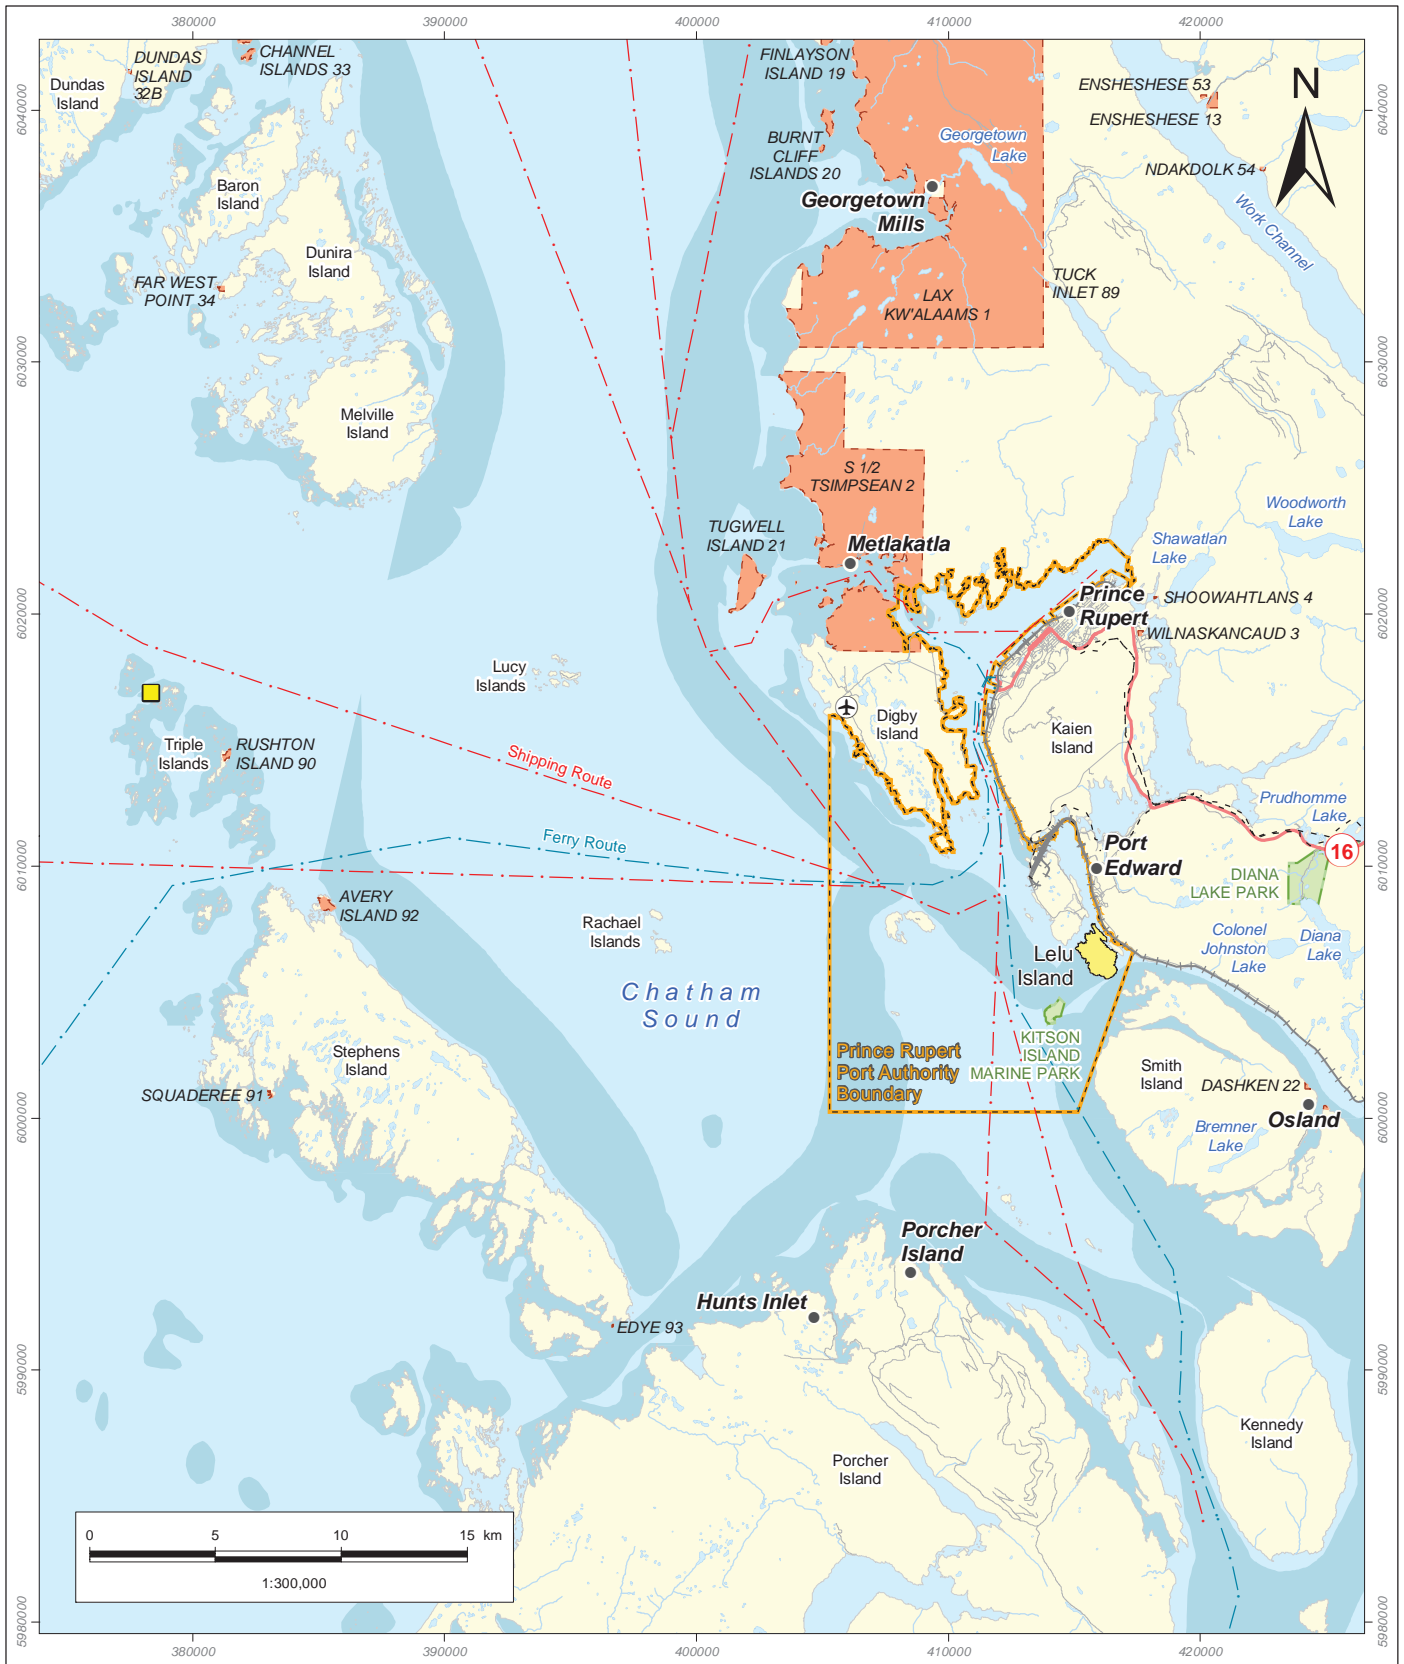 380000
390000
400000
410000
420000
6040000
6030000
6020000
6010000
6000000
5990000
5980000
6040000
6030000
6020000
6010000
6000000
5990000
5980000
DUNDAS
ISLAND
32B
CHANNEL
ISLANDS 33
Dundas
Island
FINLAYSON
ISLAND 19
BURNT
CLIFF
ISLANDS 20
Georgetown
Lake
Georgetown
Mills
ENSHESHESE 53
ENSHESHESE 13
NDAKDOLK 54
N
Work Channel
Baron
Island
Dunira
Island
FAR WEST
POINT 34
TUCK
INLET 89
LAX
KW'ALAAMS 1
Melville
Island
S 1/2
TSIMPSEAN 2
TUGWELL
ISLAND 21
Metlakatla
Woodworth
Lake
Shawatlan
Lake
Prince
Rupert
SHOOWAHTLANS 4
WILNASKANCAUD 3
Lucy
Islands
Digby
Island
Kaien
Island
Triple
Islands
RUSHTON
ISLAND 90
Shipping Route
Ferry Route
Prudhomme
Lake
16
Port
Edward
DIANA
LAKE PARK
AVERY
ISLAND 92
Rachael
Islands
Colonel
Johnston
Lake
Diana
Lake
Lelu
Island
Chatham
Sound
KITSON
ISLAND
MARINE PARK
Prince Rupert
Port Authority
Boundary
Stephens
Island
Smith
Island
DASHKEN 22
SQUADEREE 91
Osland
Bremner
Lake
Porcher
Island
Hunts Inlet
EDYE 93
Kennedy
Island
Porcher
Island
0
5
10
15 km
1:300,000
380000
390000
400000
410000
420000